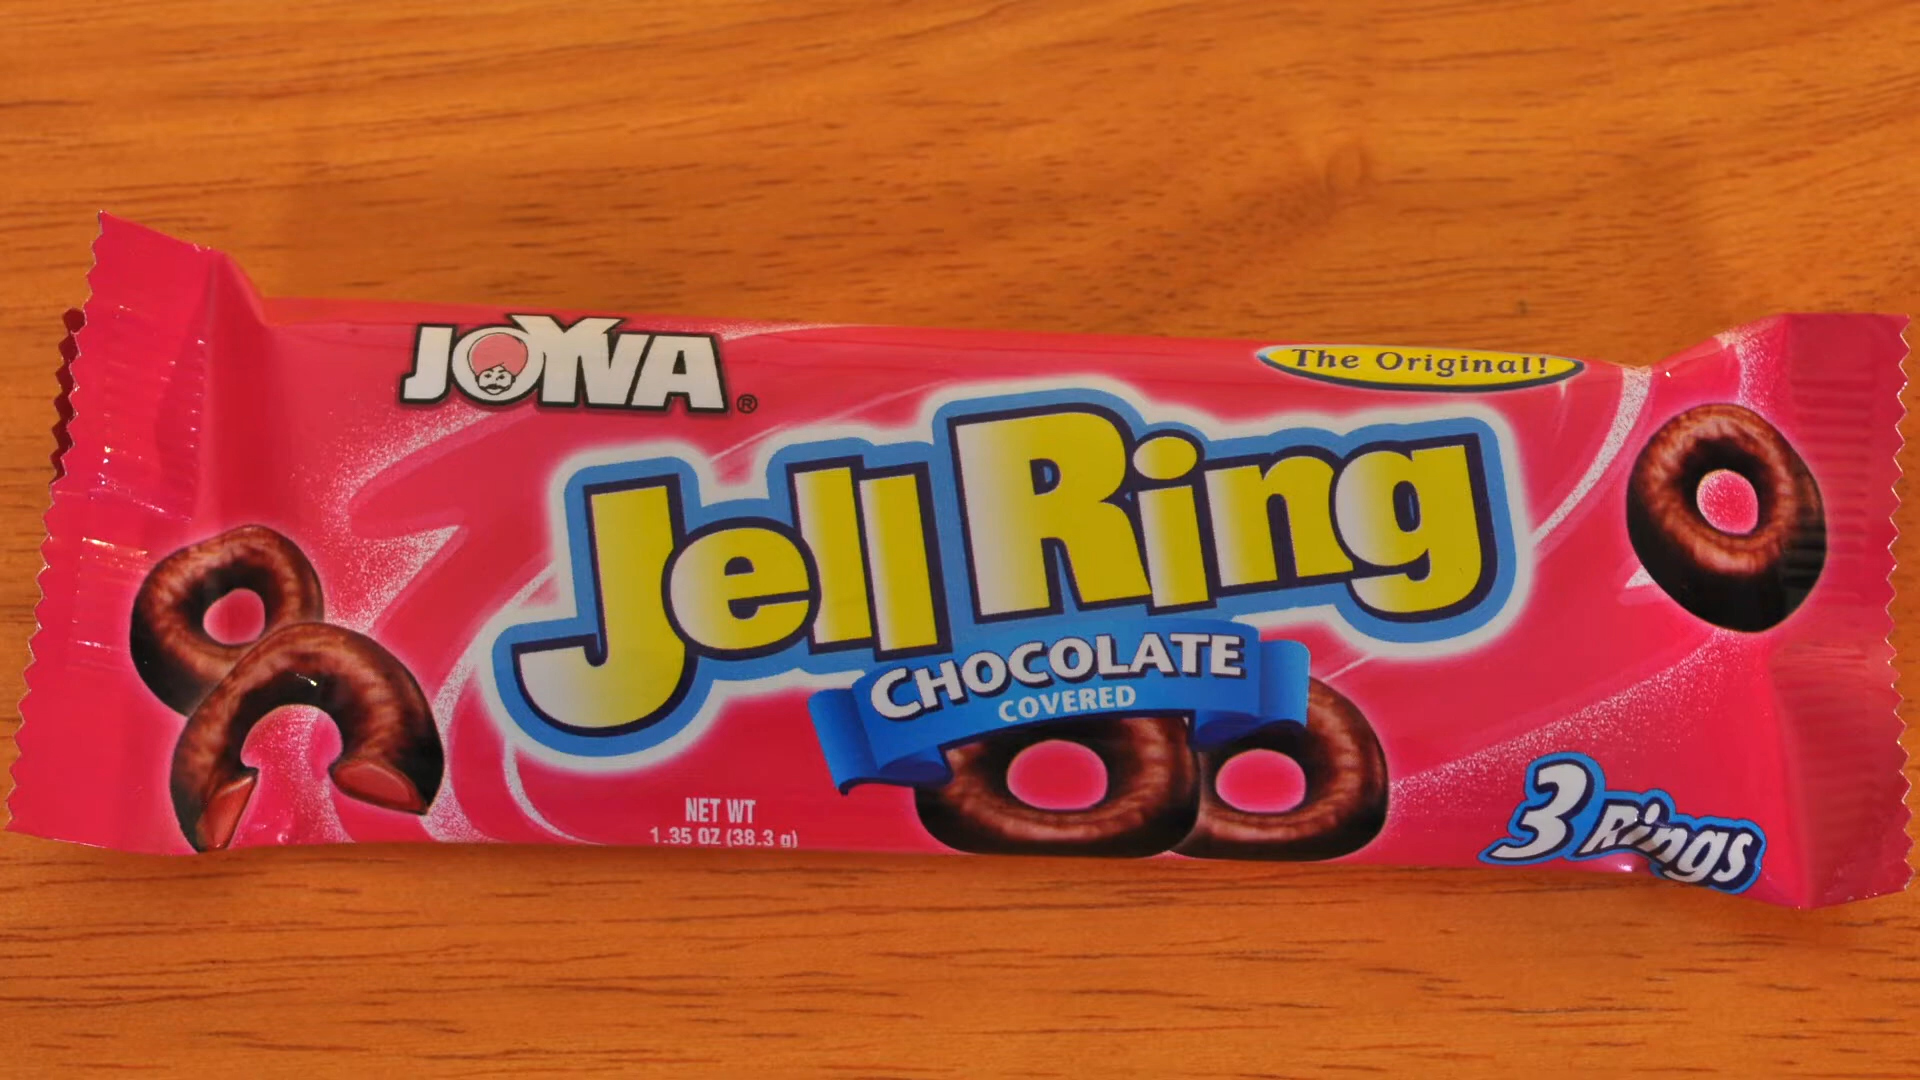 JOYVA®
The Original!
Jell Ring
CHOCOLATE
COVERED
NET WT
1.35 OZ (38.3 g)
3 Rings